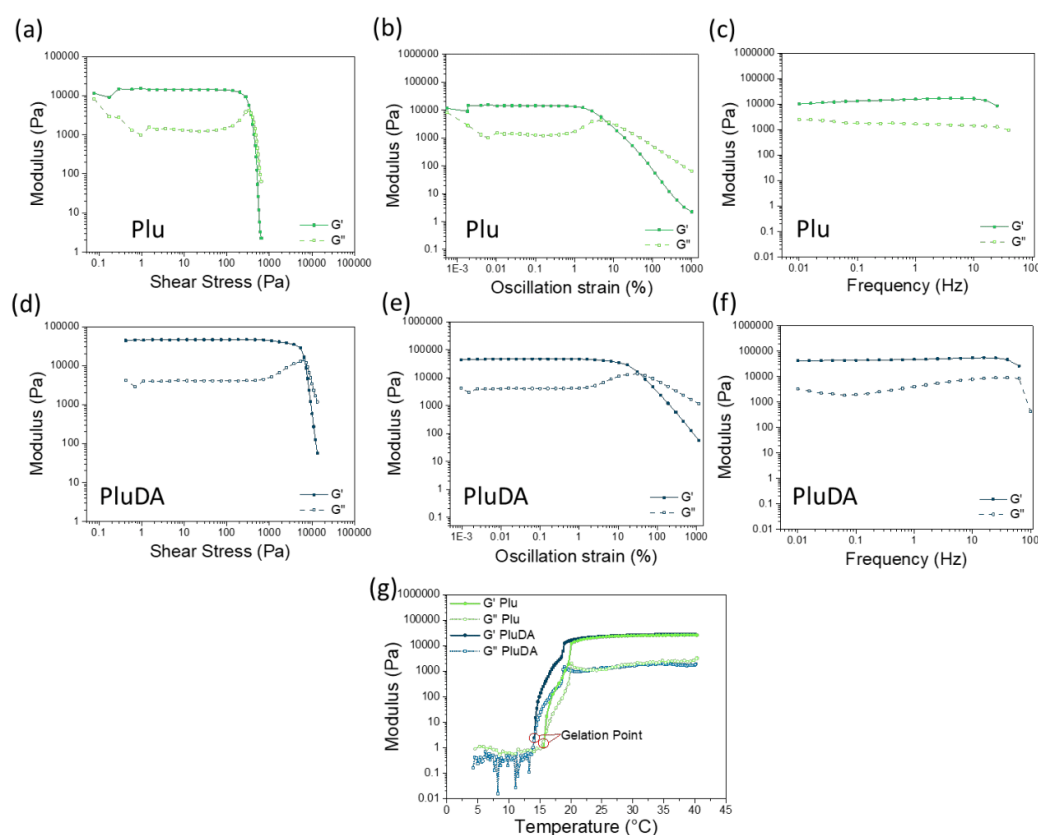 (a)
100000
10000
1000
100
10
1
Modulus (Pa)
Plu
G'
G"
0.1 1 10 100 1000 10000 100000
Shear Stress (Pa)
(b)
1000000
100000
10000
1000
100
10
1
0.1
Modulus (Pa)
Plu
G'
G"
1E-3 0.01 0.1 1 10 100 1000
Oscillation strain (%)
(c)
1000000
100000
10000
1000
100
10
1
0.1
0.01
Modulus (Pa)
Plu
G'
G"
0.01 0.1 1 10 100
Frequency (Hz)
(d)
100000
10000
1000
100
10
1
Modulus (Pa)
PluDA
G'
G"
0.1 1 10 100 1000 10000 100000
Shear Stress (Pa)
(e)
1000000
100000
10000
1000
100
10
1
0.1
Modulus (Pa)
PluDA
G'
G"
1E-3 0.01 0.1 1 10 100 1000
Oscillation strain (%)
(f)
1000000
100000
10000
1000
100
10
1
0.1
0.01
Modulus (Pa)
PluDA
G'
G"
0.01 0.1 1 10 100
Frequency (Hz)
(g)
1000000
100000
10000
1000
100
10
1
0.1
0.01
Modulus (Pa)
G' Plu
G" Plu
G' PluDA
G" PluDA
Gelation Point
0 5 10 15 20 25 30 35 40 45
Temperature (°C)